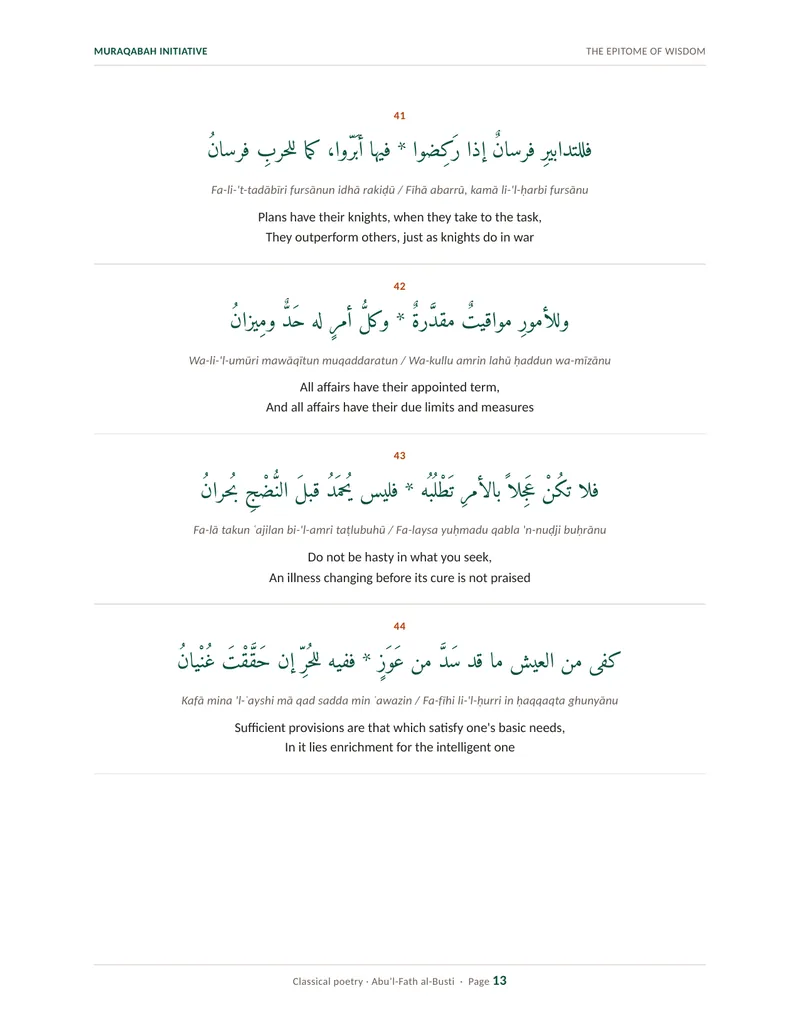 MURAQABAH INITIATIVE
THE EPITOME OF WISDOM
41
فللتدابيرِ فرسانٌ إذا رَكِضوا * فيها أَبَرّوا، كما للحربِ فرسانُ
Fa-li-'t-tadābīri fursānun idhā rakiḍū / Fīhā abarrū, kamā li-'l-ḥarbi fursānu
Plans have their knights, when they take to the task,
They outperform others, just as knights do in war
42
وللأمورِ مواقيتٌ مقدَّرةٌ * وكلُّ أمرٍ له حَدٌّ ومِيزانُ
Wa-li-'l-umūri mawāqītun muqaddaratun / Wa-kullu amrin lahū ḥaddun wa-mīzānu
All affairs have their appointed term,
And all affairs have their due limits and measures
43
فلا تكُنْ عَجِلاً بالأمرِ تَطْلُبُه * فليس يُحمَدُ قبلَ النُّضْجِ بُحرانُ
Fa-lā takun ʿajilan bi-'l-amri taṭlubuhū / Fa-laysa yuḥmadu qabla 'n-nuḍji buḥrānu
Do not be hasty in what you seek,
An illness changing before its cure is not praised
44
كفى من العيش ما قد سَدَّ من عَوَزٍ * ففيه للحُرِّ إن حَقَّقْتَ غُنْيانُ
Kafā mina 'l-ʿayshi mā qad sadda min ʿawazin / Fa-fīhi li-'l-ḥurri in ḥaqqaqta ghunyānu
Sufficient provisions are that which satisfy one's basic needs,
In it lies enrichment for the intelligent one
Classical poetry · Abu'l-Fath al-Busti · Page 13